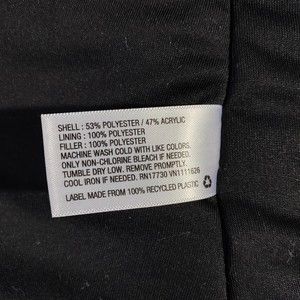 SHELL : 53% POLYESTER / 47% ACRYLIC
LINING : 100% POLYESTER
FILLER : 100% POLYESTER
MACHINE WASH COLD WITH LIKE COLORS.
ONLY NON-CHLORINE BLEACH IF NEEDED.
TUMBLE DRY LOW. REMOVE PROMPTLY.
COOL IRON IF NEEDED. RN17730 VN1111626
LABEL MADE FROM 100% RECYCLED PLASTIC